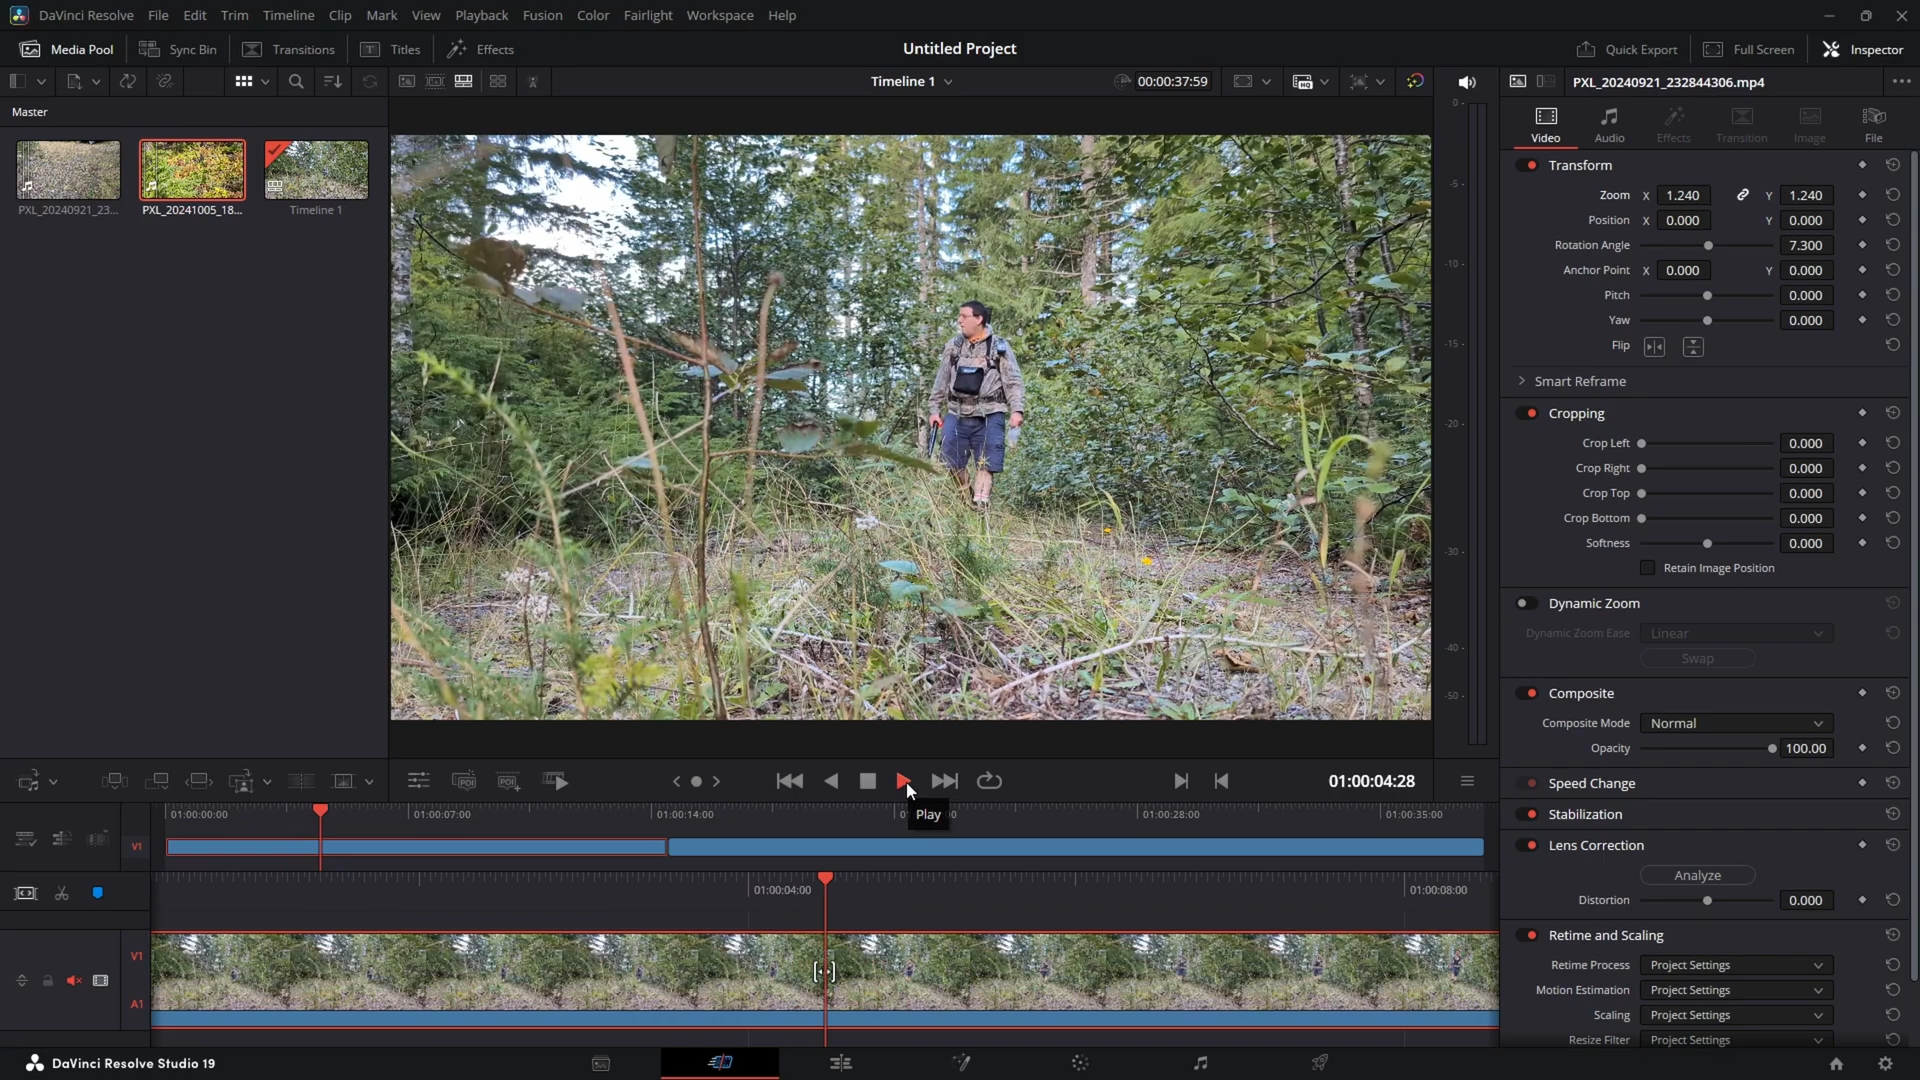 DaVinci Resolve File Edit Trim Timeline Clip Mark View Playback Fusion Color Fairlight Workspace Help
Media Pool Sync Bin Transitions Titles Effects Untitled Project Quick Export Full Screen Inspector
Timeline 1 00:00:37:59 PXL_20240921_232844306.mp4
Master
PXL_20240921_23... PXL_20241005_18... Timeline 1
0
-5
-10
-15
-20
-30
-40
-50
Video Audio Effects Transition Image File
Transform
Zoom X 1.240 Y 1.240
Position X 0.000 Y 0.000
Rotation Angle 7.300
Anchor Point X 0.000 Y 0.000
Pitch 0.000
Yaw 0.000
Flip
Smart Reframe
Cropping
Crop Left 0.000
Crop Right 0.000
Crop Top 0.000
Crop Bottom 0.000
Softness 0.000
Retain Image Position
Dynamic Zoom
Dynamic Zoom Ease Linear
Swap
Composite
Composite Mode Normal
Opacity 100.00
Speed Change
Stabilization
Lens Correction
Analyze
Distortion 0.000
Retime and Scaling
Retime Process Project Settings
Motion Estimation Project Settings
Scaling Project Settings
Resize Filter Project Settings
01:00:04:28
Play
01:00:00:00 01:00:07:00 01:00:14:00 01:00:28:00 01:00:35:00
V1
01:00:04:00 01:00:08:00
V1
A1
DaVinci Resolve Studio 19